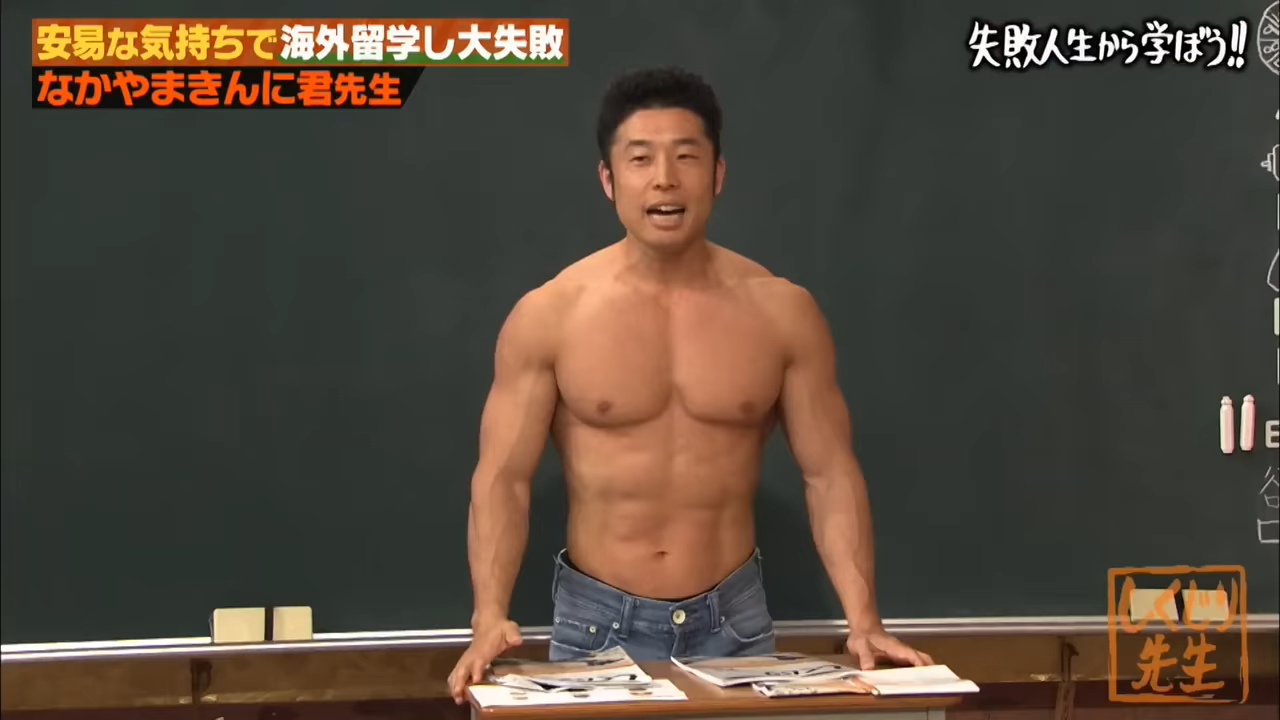 安易な気持ちで海外留学し大失敗
なかやまきんに君先生
失敗人生から学ぼう!!
しくじり
先生